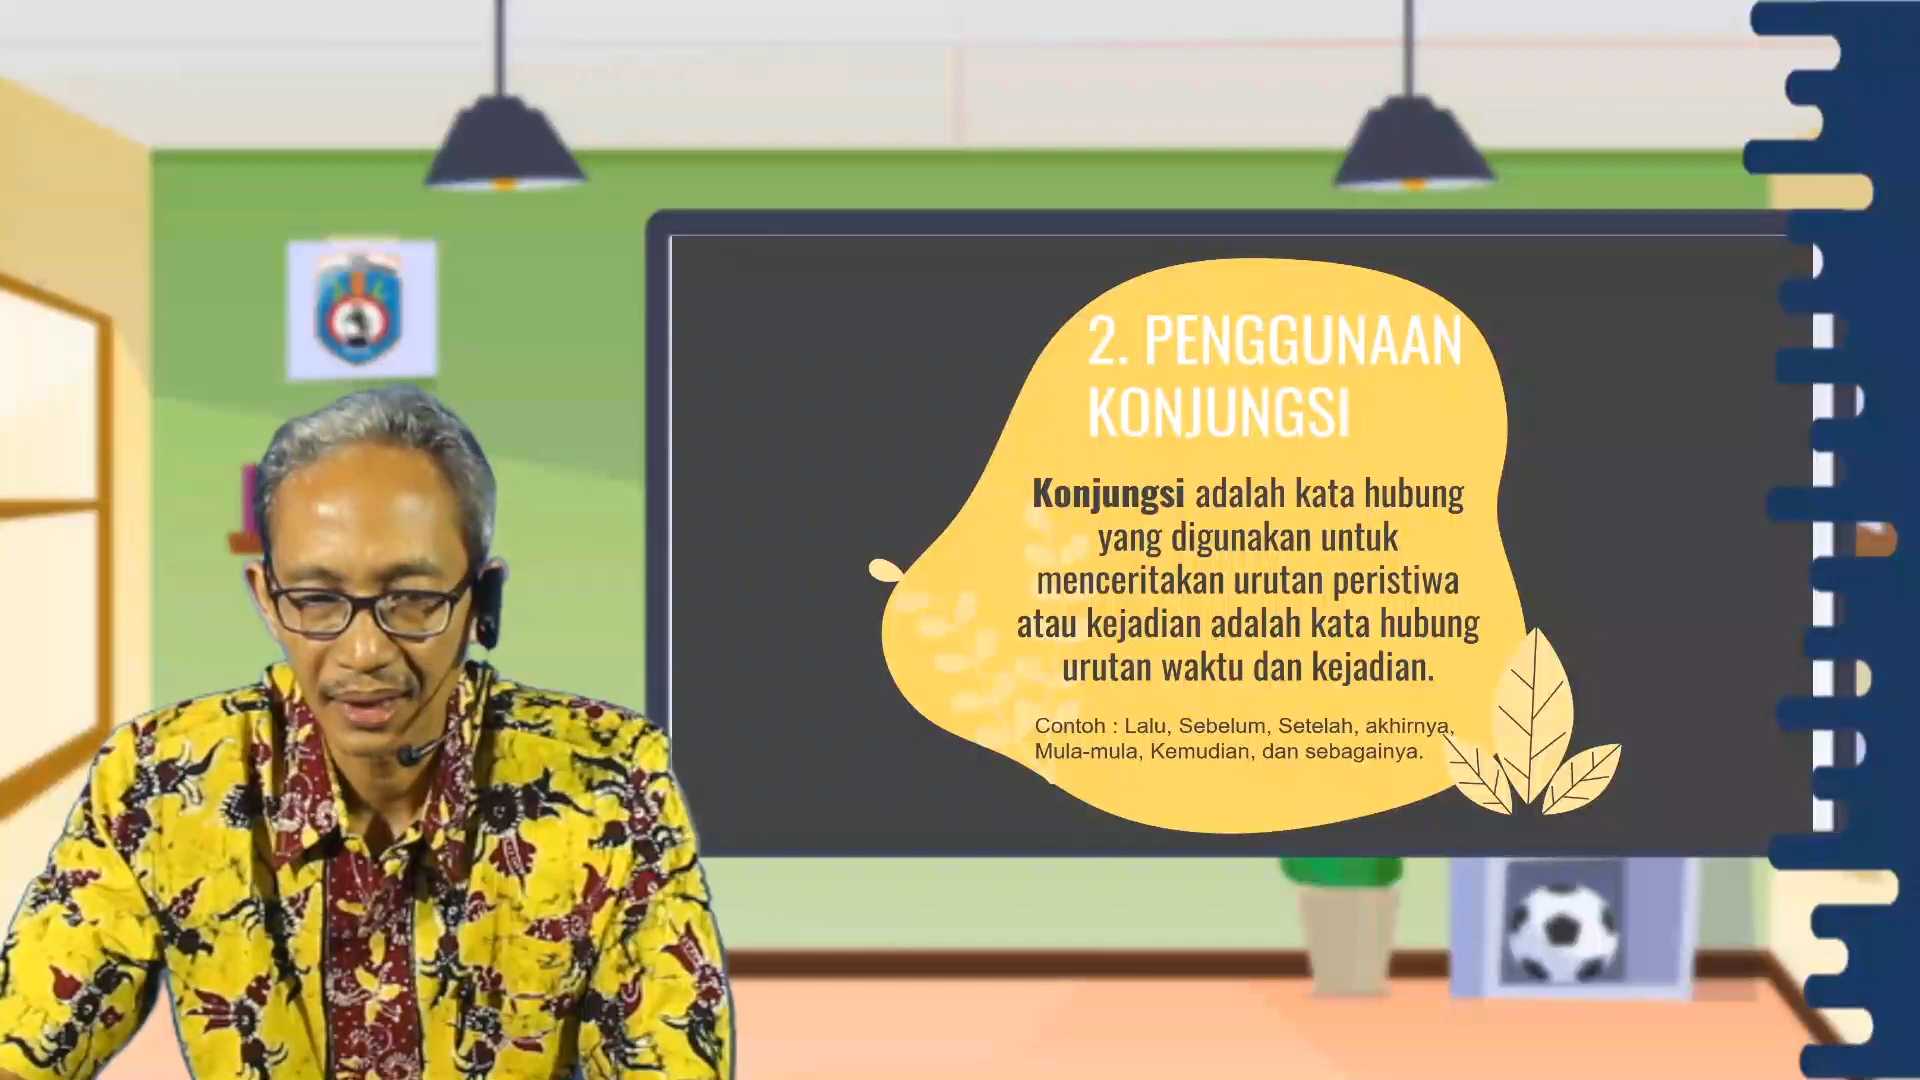 2. PENGGUNAAN
KONJUNGSI
Konjungsi adalah kata hubung
yang digunakan untuk
menceritakan urutan peristiwa
atau kejadian adalah kata hubung
urutan waktu dan kejadian.
Contoh : Lalu, Sebelum, Setelah, akhirnya,
Mula-mula, Kemudian, dan sebagainya.